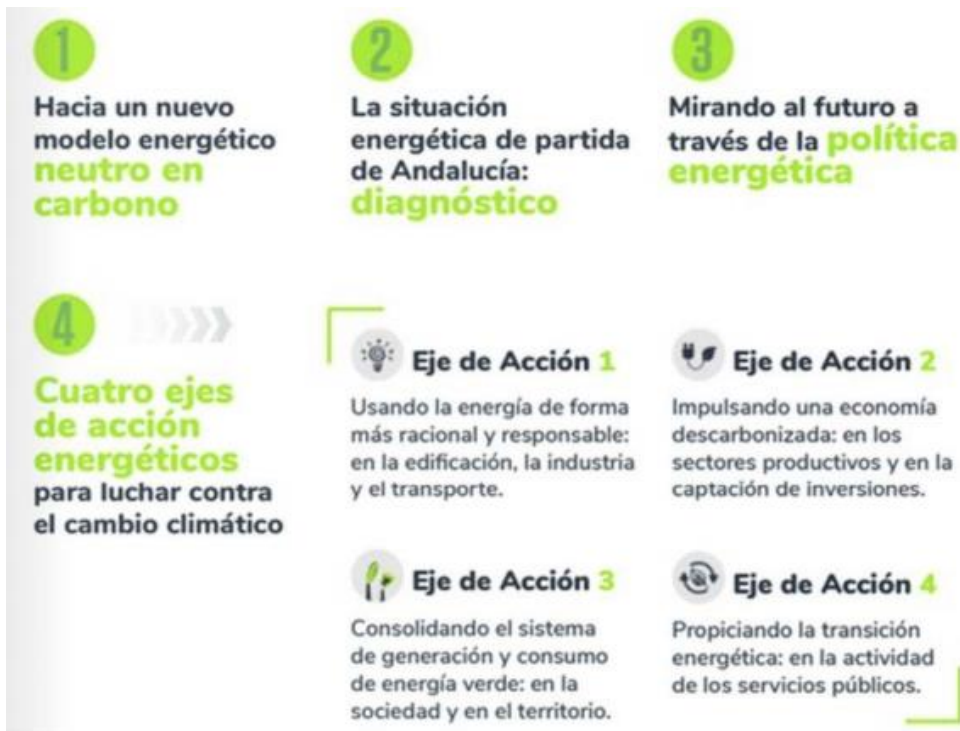 1
Hacia un nuevo
modelo energético
neutro en
carbono
2
La situación
energética de partida
de Andalucía:
diagnóstico
3
Mirando al futuro a
través de la política
energética
4
Cuatro ejes
de acción
energéticos
para luchar contra
el cambio climático
Eje de Acción 1
Usando la energía de forma
más racional y responsable:
en la edificación, la industria
y el transporte.
Eje de Acción 2
Impulsando una economía
descarbonizada: en los
sectores productivos y en la
captación de inversiones.
Eje de Acción 3
Consolidando el sistema
de generación y consumo
de energía verde: en la
sociedad y en el territorio.
Eje de Acción 4
Propiciando la transición
energética: en la actividad
de los servicios públicos.